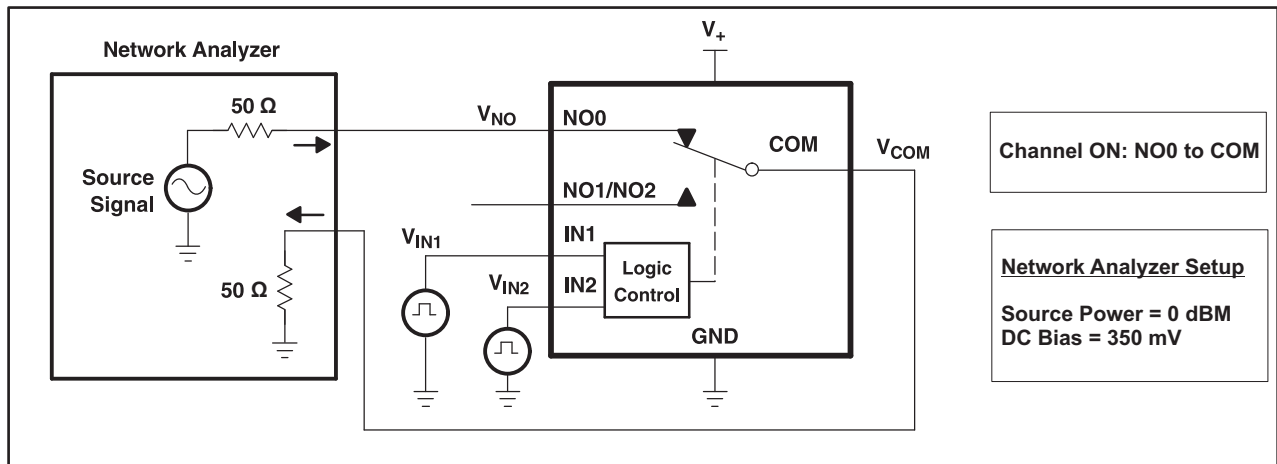 Network Analyzer
50 Ω
Source
Signal
50 Ω
V+
VNO
NO0
COM
VCOM
NO1/NO2
VIN1
IN1
VIN2
IN2
Logic
Control
GND
Channel ON: NO0 to COM
Network Analyzer Setup
Source Power = 0 dBM
DC Bias = 350 mV